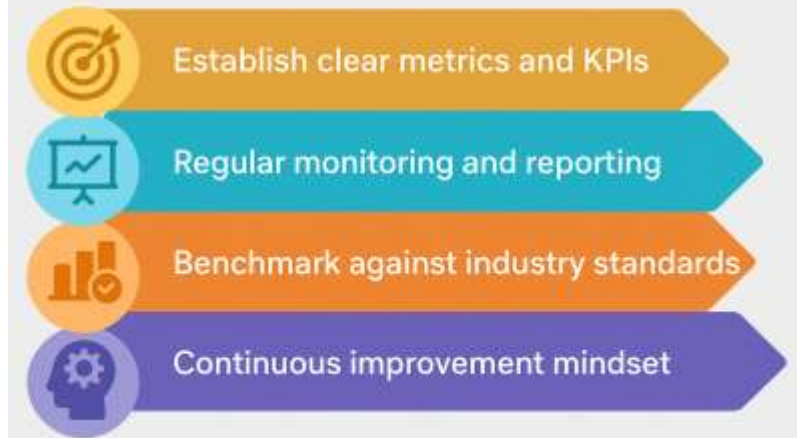 Establish clear metrics and KPIs
Regular monitoring and reporting
Benchmark against industry standards
Continuous improvement mindset